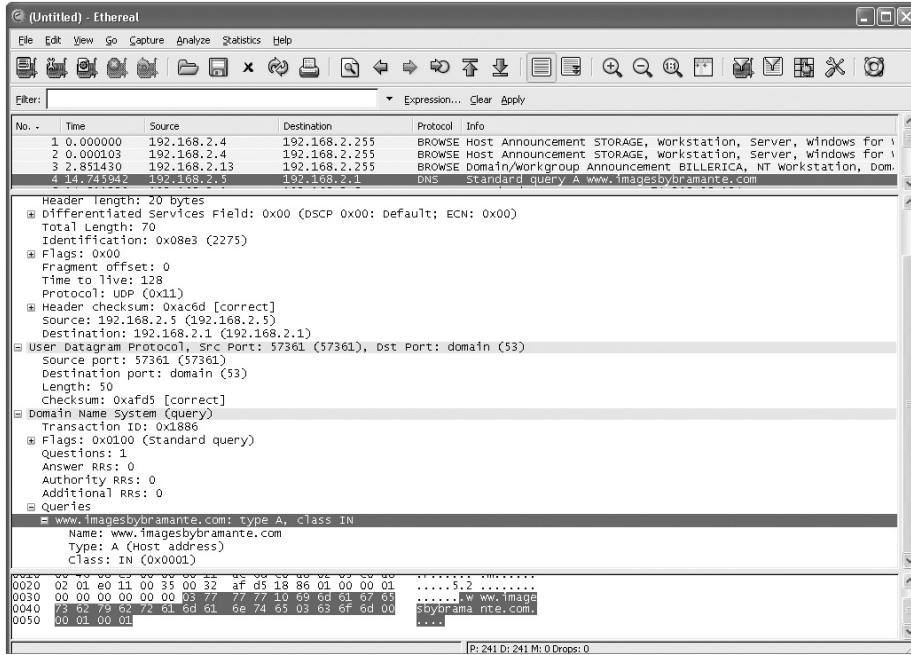 (Untitled) - Ethereal
File Edit View Go Capture Analyze Statistics Help
Filter: Expression... Clear Apply
No. - Time Source Destination Protocol Info
1 0.000000 192.168.2.4 192.168.2.255 BROWSE Host Announcement STORAGE, Workstation, Server, Windows for
2 0.000103 192.168.2.4 192.168.2.255 BROWSE Host Announcement STORAGE, Workstation, Server, Windows for
3 2.851430 192.168.2.13 192.168.2.255 BROWSE Domain/Workgroup Announcement BILLERICA, NT Workstation, Dom
4 14.745942 192.168.2.5 192.168.2.1 DNS Standard query A www.imagesbybramante.com
Header length: 20 bytes
Differentiated Services Field: 0x00 (DSCP 0x00: Default; ECN: 0x00)
Total Length: 70
Identification: 0x08e3 (2275)
Flags: 0x00
Fragment offset: 0
Time to live: 128
Protocol: UDP (0x11)
Header checksum: 0xac6d [correct]
Source: 192.168.2.5 (192.168.2.5)
Destination: 192.168.2.1 (192.168.2.1)
User Datagram Protocol, Src Port: 57361 (57361), Dst Port: domain (53)
Source port: 57361 (57361)
Destination port: domain (53)
Length: 50
Checksum: 0xafd5 [correct]
Domain Name System (query)
Transaction ID: 0x1886
Flags: 0x0100 (Standard query)
Questions: 1
Answer RRs: 0
Authority RRs: 0
Additional RRs: 0
Queries
www.imagesbybramante.com: type A, class IN
Name: www.imagesbybramante.com
Type: A (Host address)
Class: IN (0x0001)
0020 02 01 e0 11 00 35 00 32 af d5 18 86 01 00 00 01 .....5.2 ........
0030 00 00 00 00 00 00 03 77 77 77 10 69 6d 61 67 65 .......w ww.image
0040 73 62 79 62 72 61 6d 61 6e 74 65 03 63 6f 6d 00 sbybrama nte.com.
0050 00 01 00 01 ....
P: 241 D: 241 M: 0 Drops: 0